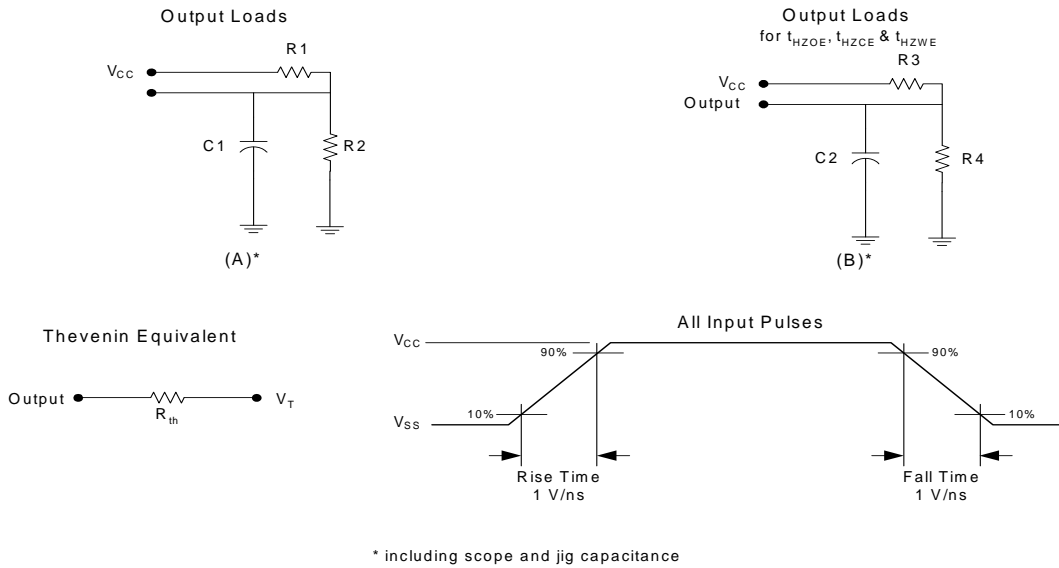 Output Loads
R1
VCC
C1
R2
(A)*
Output Loads
for tHZOE, tHZCE & tHZWE
R3
VCC
Output
C2
R4
(B)*
Thevenin Equivalent
Output
Rth
VT
All Input Pulses
VCC
90%
90%
10%
10%
VSS
Rise Time
1 V/ns
Fall Time
1 V/ns
* including scope and jig capacitance